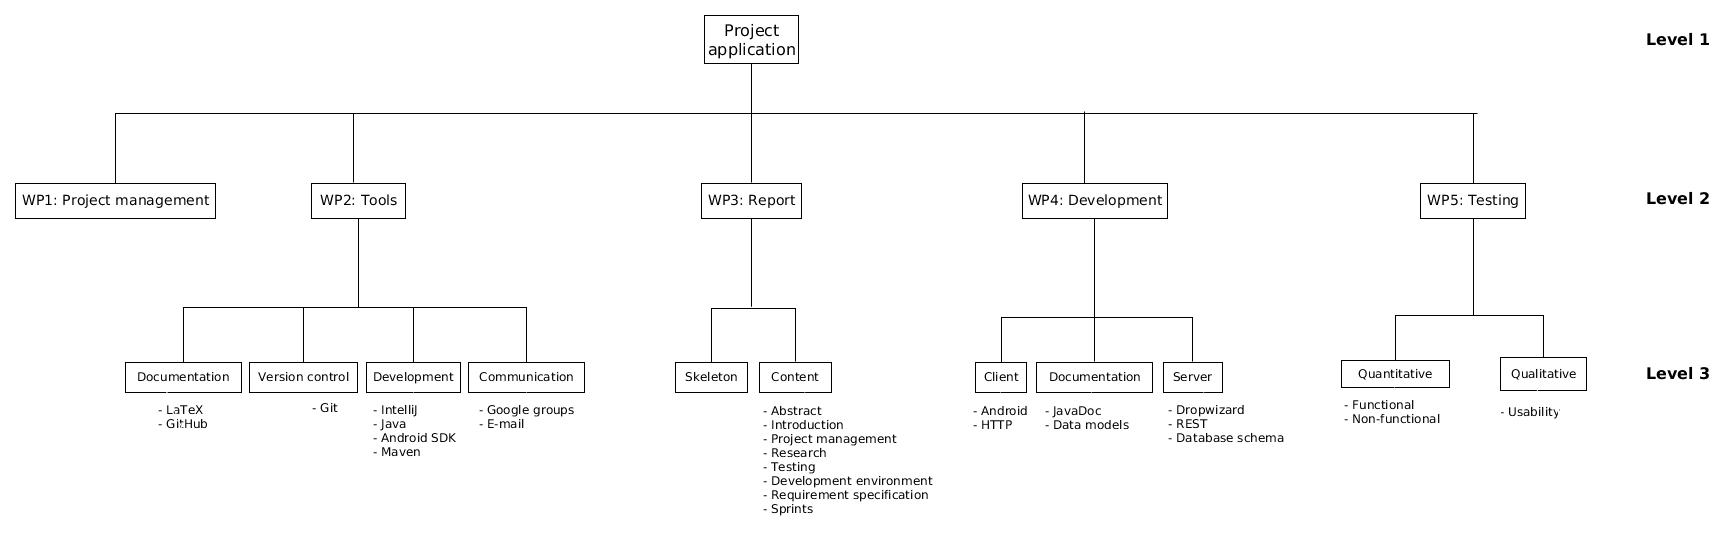 Project
application
Level 1
WP1: Project management
WP2: Tools
WP3: Report
WP4: Development
WP5: Testing
Level 2
Documentation
Version control
Development
Communication
Skeleton
Content
Client
Documentation
Server
Quantitative
Qualitative
Level 3
- LaTeX
- GitHub
- Git
- IntelliJ
- Java
- Android SDK
- Maven
- Google groups
- E-mail
- Abstract
- Introduction
- Project management
- Research
- Testing
- Development environment
- Requirement specification
- Sprints
- Android
- HTTP
- JavaDoc
- Data models
- Dropwizard
- REST
- Database schema
- Functional
- Non-functional
- Usability